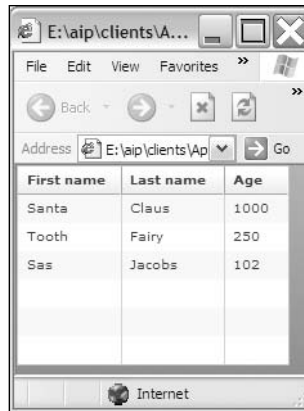 E:\aip\clients\A...
File Edit View Favorites »
Back »
Address E:\aip\clients\Ap Go
First name Last name Age
Santa Claus 1000
Tooth Fairy 250
Sas Jacobs 102
Internet